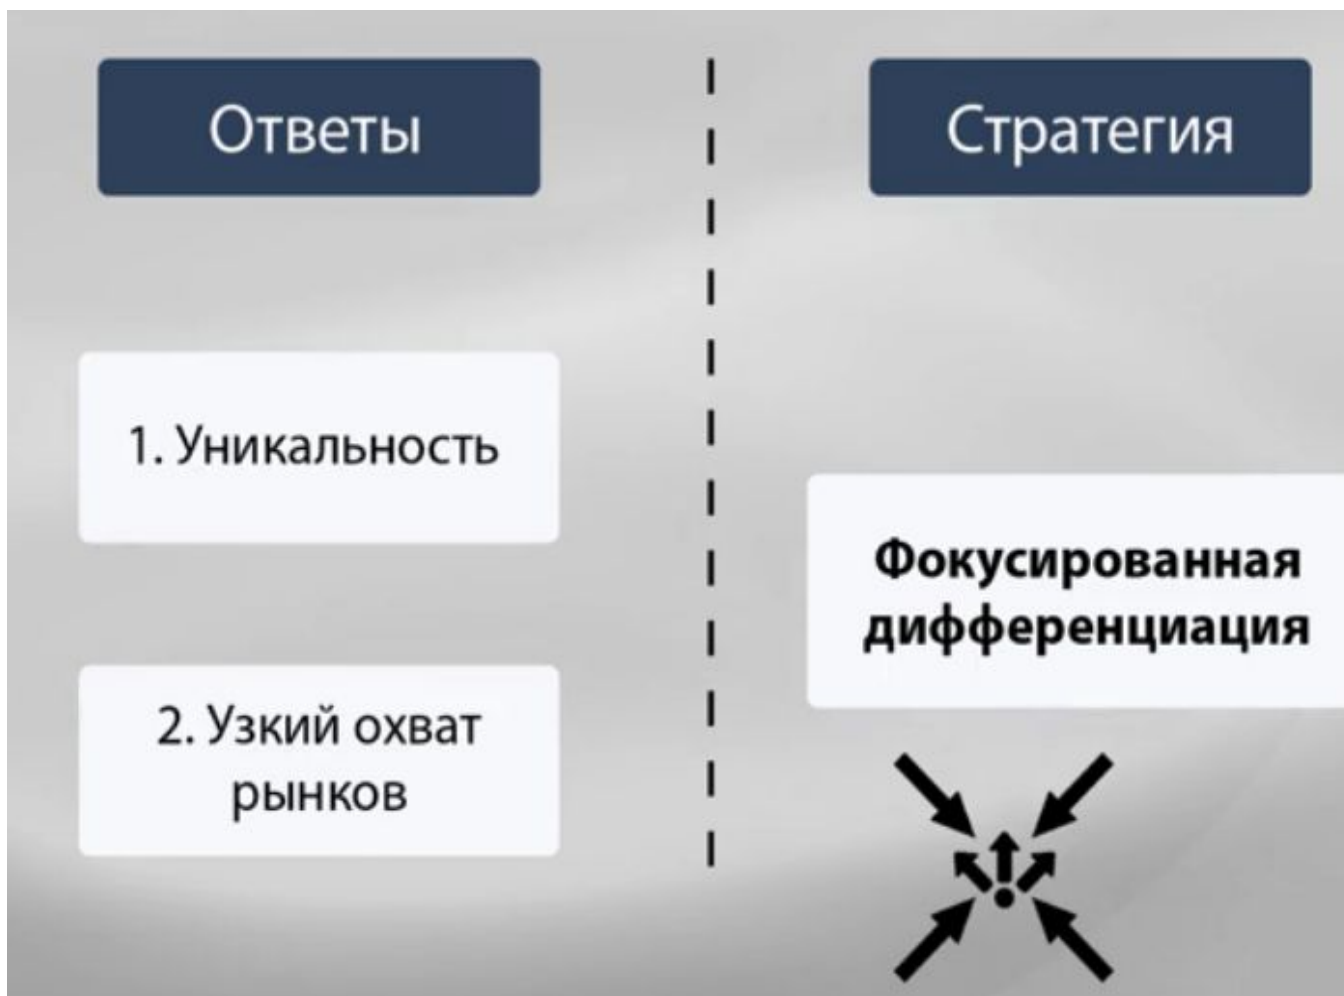 Ответы
Стратегия
1. Уникальность
Фокусированная
дифференциация
2. Узкий охват
рынков